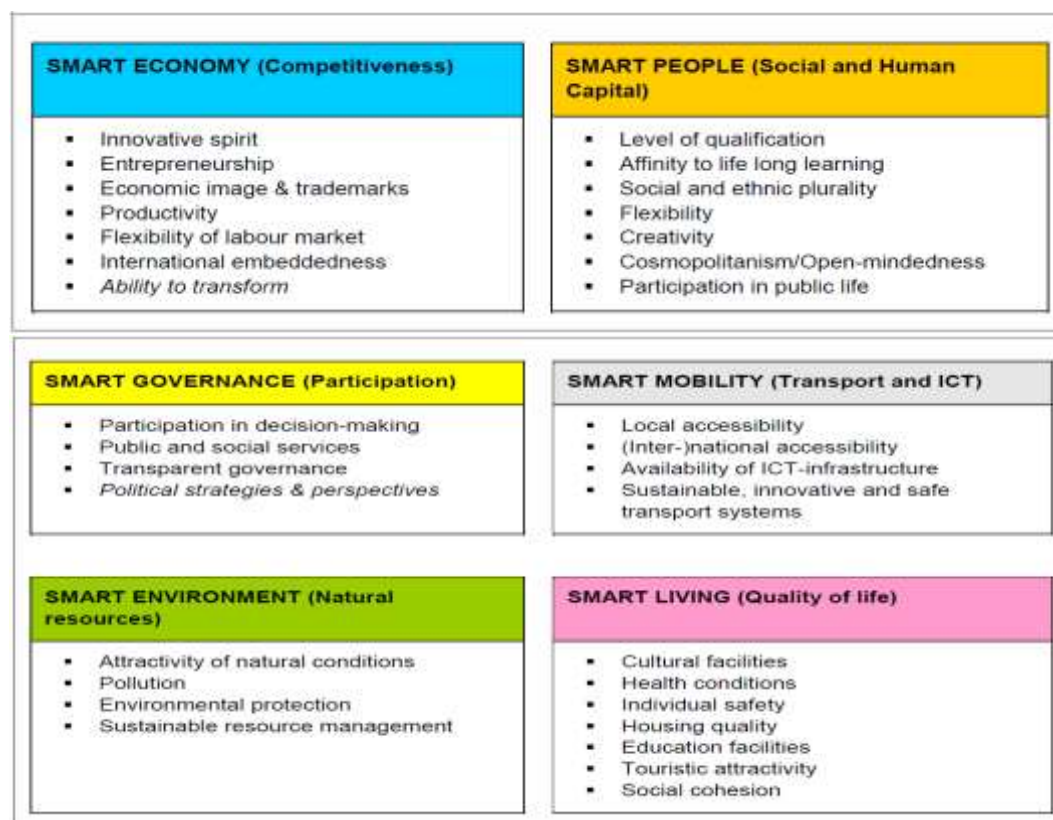 SMART ECONOMY (Competitiveness)
▪ Innovative spirit
▪ Entrepreneurship
▪ Economic image & trademarks
▪ Productivity
▪ Flexibility of labour market
▪ International embeddedness
▪ Ability to transform
SMART PEOPLE (Social and Human
Capital)
▪ Level of qualification
▪ Affinity to life long learning
▪ Social and ethnic plurality
▪ Flexibility
▪ Creativity
▪ Cosmopolitanism/Open-mindedness
▪ Participation in public life
SMART GOVERNANCE (Participation)
▪ Participation in decision-making
▪ Public and social services
▪ Transparent governance
▪ Political strategies & perspectives
SMART MOBILITY (Transport and ICT)
▪ Local accessibility
▪ (Inter-)national accessibility
▪ Availability of ICT-infrastructure
▪ Sustainable, innovative and safe
transport systems
SMART ENVIRONMENT (Natural
resources)
▪ Attractivity of natural conditions
▪ Pollution
▪ Environmental protection
▪ Sustainable resource management
SMART LIVING (Quality of life)
▪ Cultural facilities
▪ Health conditions
▪ Individual safety
▪ Housing quality
▪ Education facilities
▪ Touristic attractivity
▪ Social cohesion